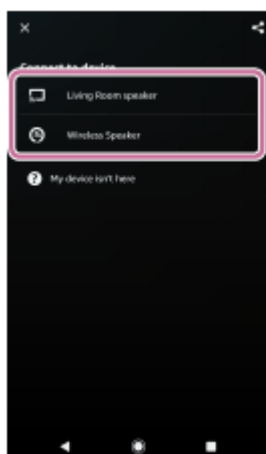 Connect to device
Living Room speaker
Wireless Speaker
My device isn't here